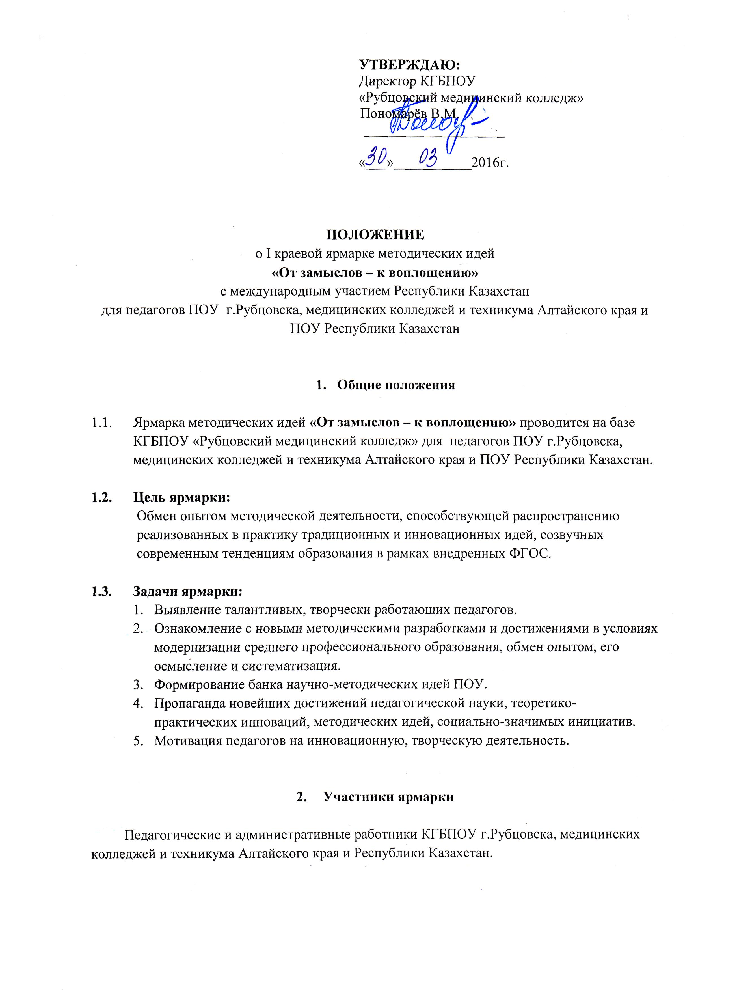 УТВЕРЖДАЮ:
Директор КГБПОУ
«Рубцовский медицинский колледж»
Пономарёв В.М.
«30» 03 2016г.
ПОЛОЖЕНИЕ
о I краевой ярмарке методических идей
«От замыслов – к воплощению»
с международным участием Республики Казахстан
для педагогов ПОУ г.Рубцовска, медицинских колледжей и техникума Алтайского края и
ПОУ Республики Казахстан
1. Общие положения
1.1. Ярмарка методических идей «От замыслов – к воплощению» проводится на базе
КГБПОУ «Рубцовский медицинский колледж» для педагогов ПОУ г.Рубцовска,
медицинских колледжей и техникума Алтайского края и ПОУ Республики Казахстан.
1.2. Цель ярмарки:
Обмен опытом методической деятельности, способствующей распространению
реализованных в практику традиционных и инновационных идей, созвучных
современным тенденциям образования в рамках внедренных ФГОС.
1.3. Задачи ярмарки:
1. Выявление талантливых, творчески работающих педагогов.
2. Ознакомление с новыми методическими разработками и достижениями в условиях
модернизации среднего профессионального образования, обмен опытом, его
осмысление и систематизация.
3. Формирование банка научно-методических идей ПОУ.
4. Пропаганда новейших достижений педагогической науки, теоретико-
практических инноваций, методических идей, социально-значимых инициатив.
5. Мотивация педагогов на инновационную, творческую деятельность.
2. Участники ярмарки
Педагогические и административные работники КГБПОУ г.Рубцовска, медицинских
колледжей и техникума Алтайского края и Республики Казахстан.